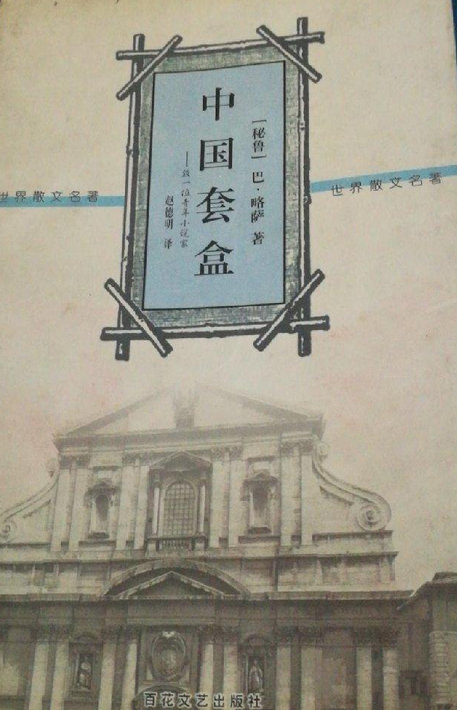 [秘鲁] 巴·略萨 著
中国套盒
——致一位青年小说家
赵德明 译
世界散文名著
世界散文名著
百花文艺出版社